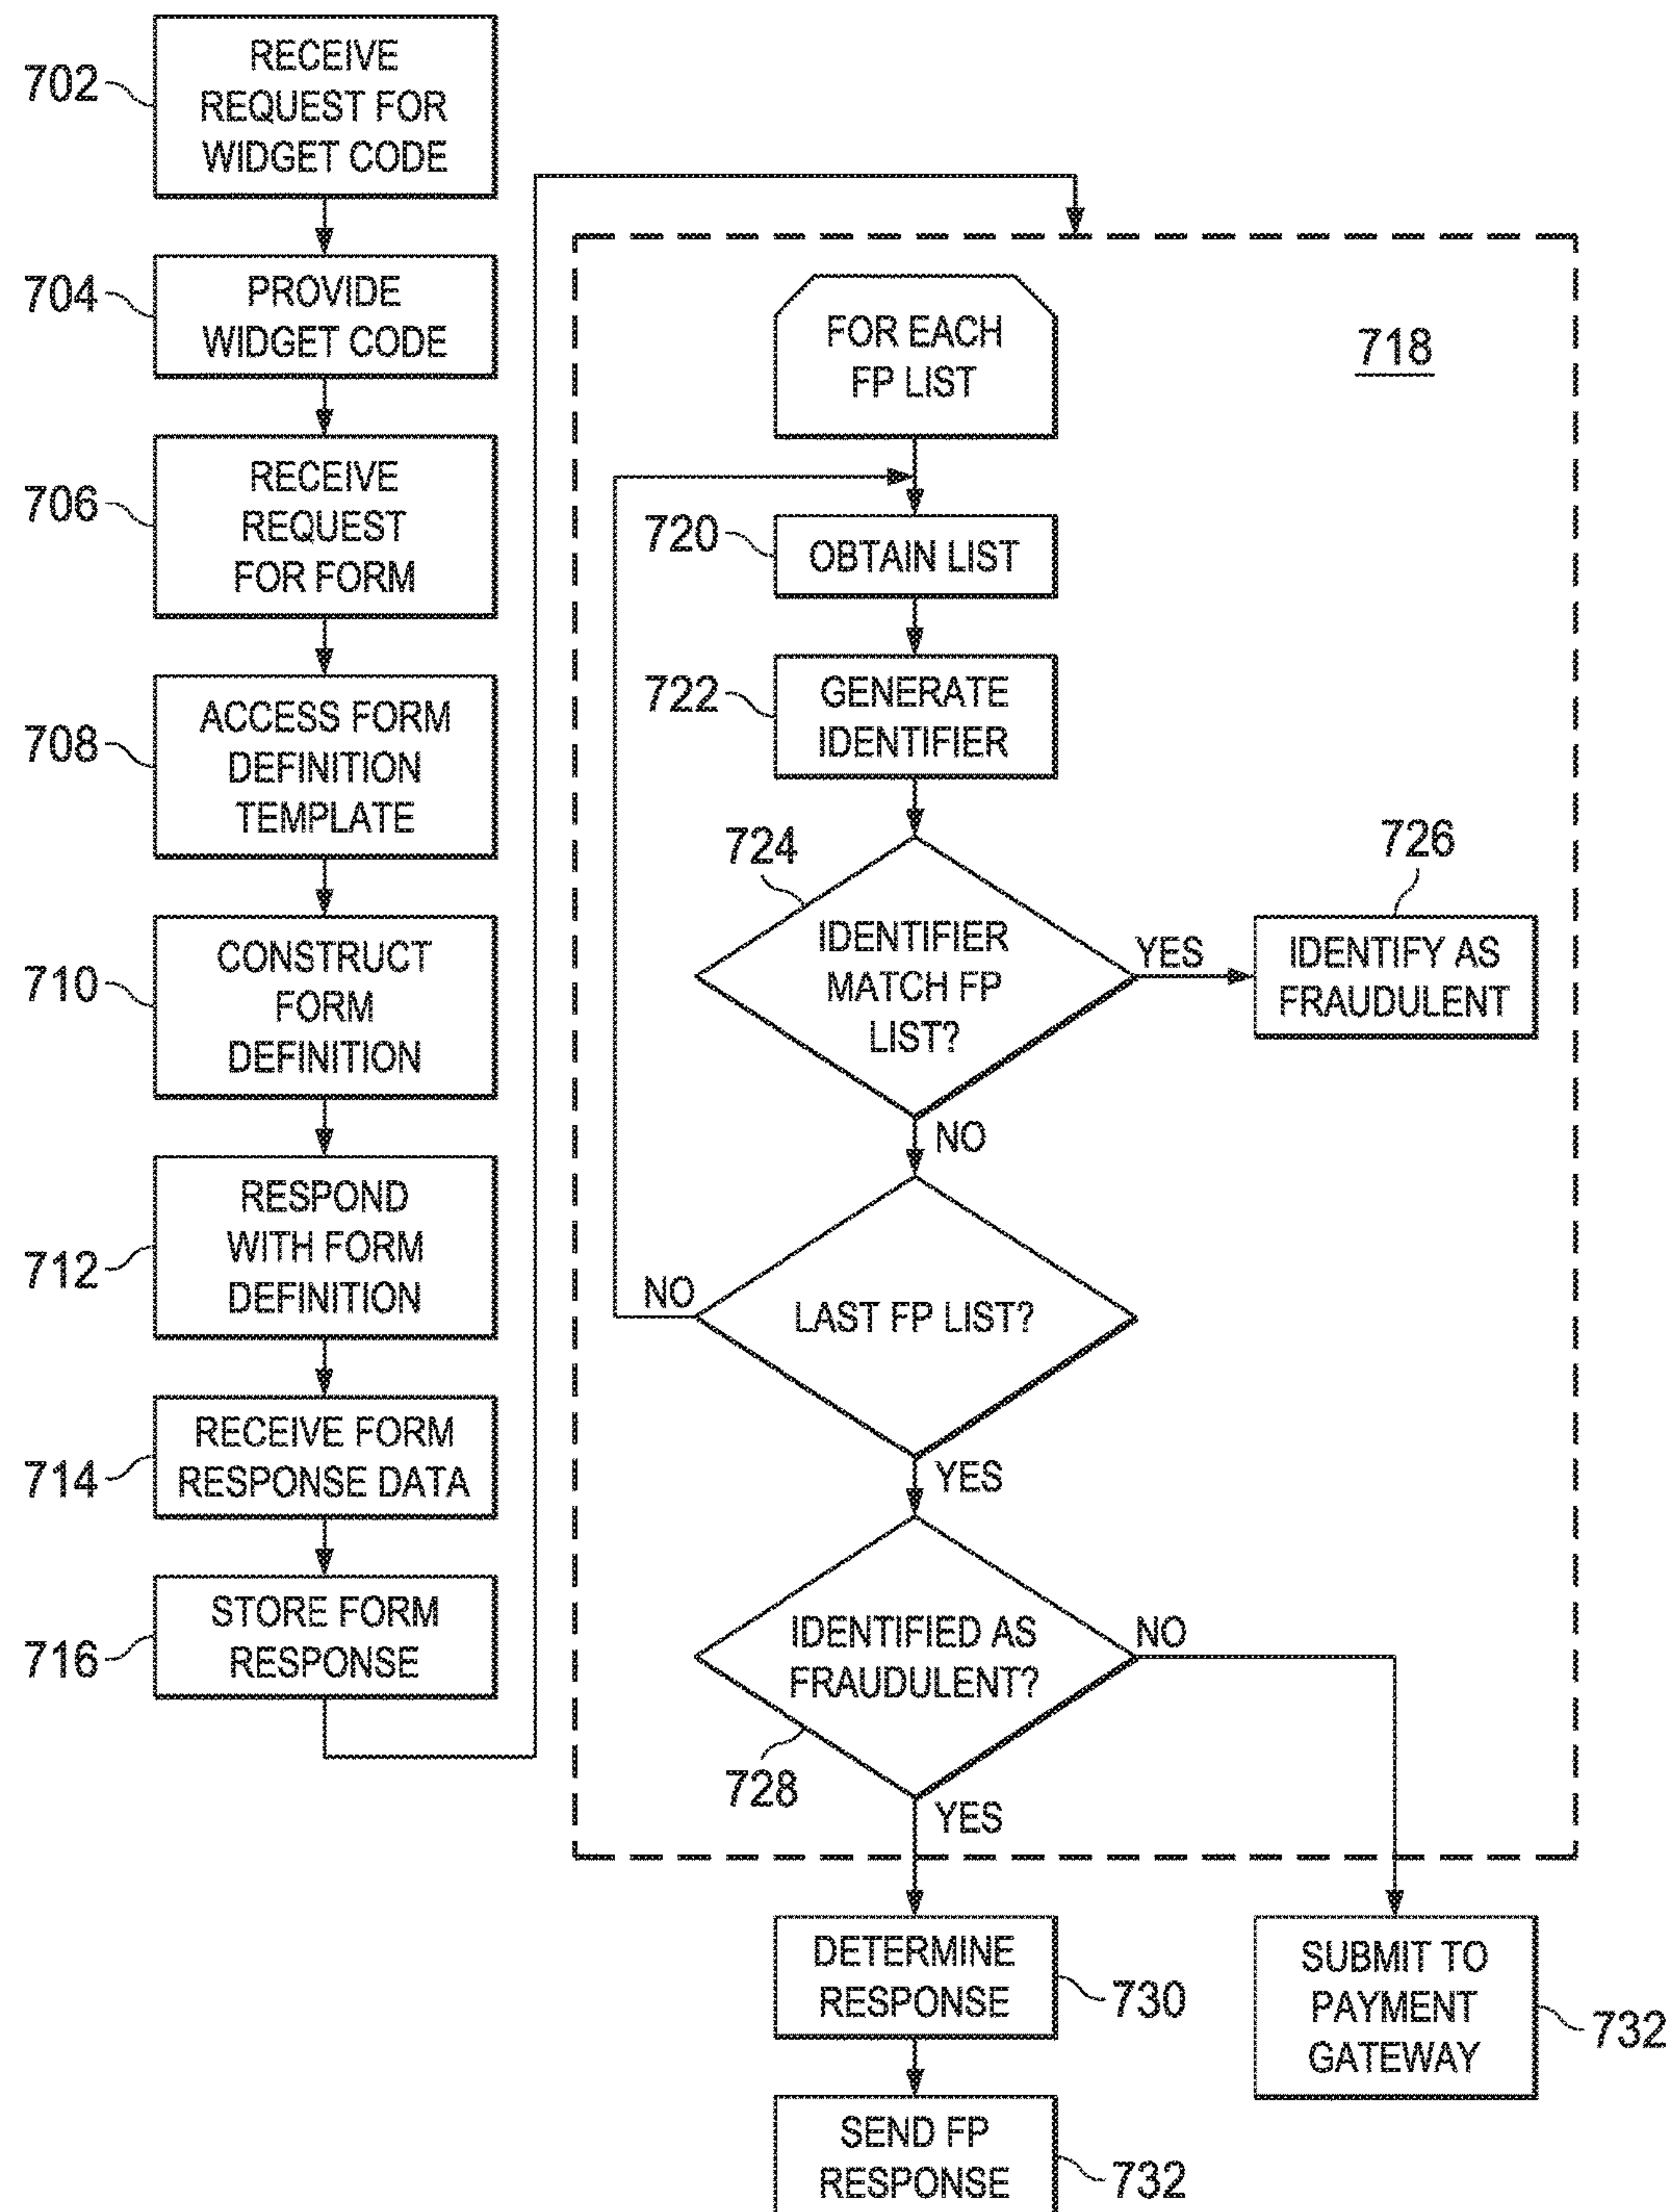 702
RECEIVE
REQUEST FOR
WIDGET CODE
704
PROVIDE
WIDGET CODE
706
RECEIVE
REQUEST
FOR FORM
708
ACCESS FORM
DEFINITION
TEMPLATE
710
CONSTRUCT
FORM
DEFINITION
712
RESPOND
WITH FORM
DEFINITION
714
RECEIVE FORM
RESPONSE DATA
716
STORE FORM
RESPONSE
718
FOR EACH
FP LIST
720
OBTAIN LIST
722
GENERATE
IDENTIFIER
724
IDENTIFIER
MATCH FP
LIST?
YES
726
IDENTIFY AS
FRAUDULENT
NO
LAST FP LIST?
NO
YES
IDENTIFIED AS
FRAUDULENT?
NO
728
YES
DETERMINE
RESPONSE
730
SUBMIT TO
PAYMENT
GATEWAY
732
SEND FP
RESPONSE
732